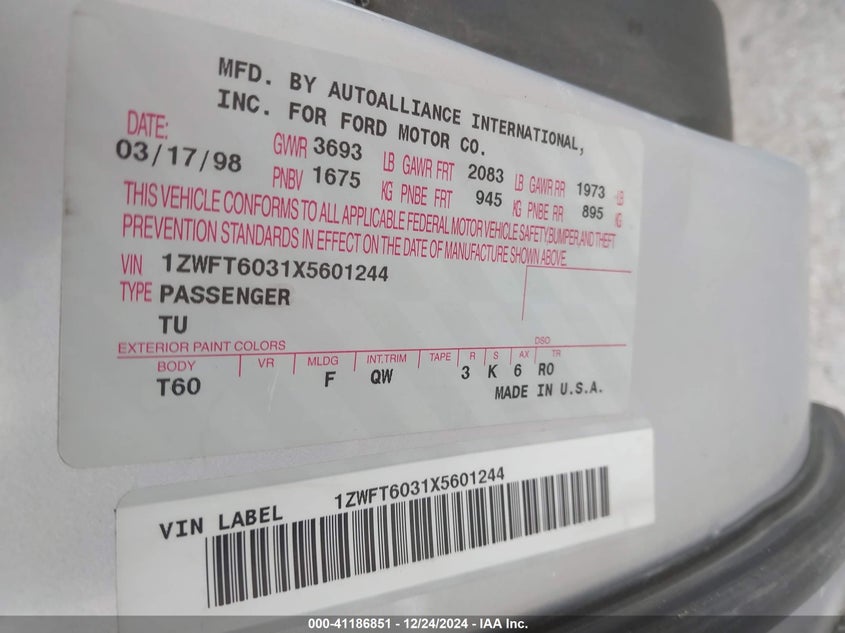 MFD. BY AUTOALLIANCE INTERNATIONAL,
INC. FOR FORD MOTOR CO.
DATE: GVWR 3693 LB GAWR FRT 2083 LB GAWR RR 1973 LB
03/17/98 PNBV 1675 KG PNBE FRT 945 KG PNBE RR 895 KG
THIS VEHICLE CONFORMS TO ALL APPLICABLE FEDERAL MOTOR VEHICLE SAFETY, BUMPER, AND THEFT
PREVENTION STANDARDS IN EFFECT ON THE DATE OF MANUFACTURE SHOWN ABOVE.
VIN 1ZWFT6031X5601244
TYPE PASSENGER
TU
EXTERIOR PAINT COLORS DSO
BODY VR MLDG INT.TRIM TAPE R S AX TR
T60 F QW 3 K 6 RO
MADE IN U.S.A.
VIN LABEL 1ZWFT6031X5601244
000-41186851 - 12/24/2024 - IAA Inc.